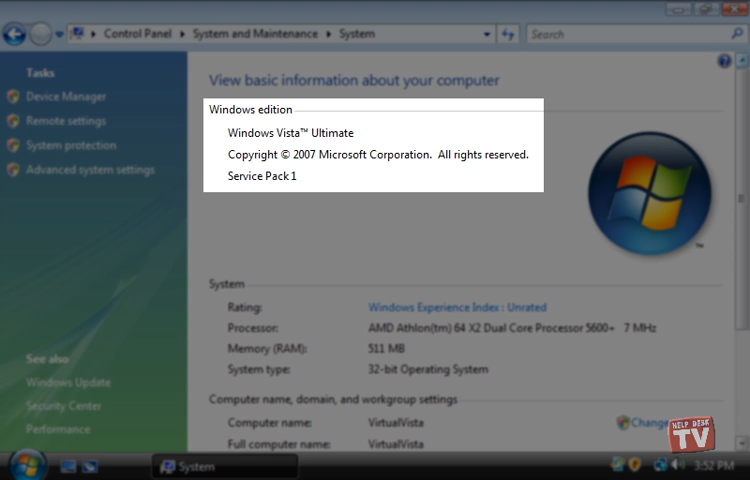 Control Panel
System and Maintenance
System
Search
Tasks
Device Manager
Remote settings
System protection
Advanced system settings
View basic information about your computer
Windows edition
Windows Vista™ Ultimate
Copyright © 2007 Microsoft Corporation. All rights reserved.
Service Pack 1
™
System
Rating: Windows Experience Index : Unrated
Processor: AMD Athlon(tm) 64 X2 Dual Core Processor 5600+ 7 MHz
Memory (RAM): 511 MB
System type: 32-bit Operating System
Computer name, domain, and workgroup settings
Computer name: VirtualVista
Change
Full computer name: VirtualVista
See also
Windows Update
Security Center
Performance
HELP DESK
TV
System
3:52 PM